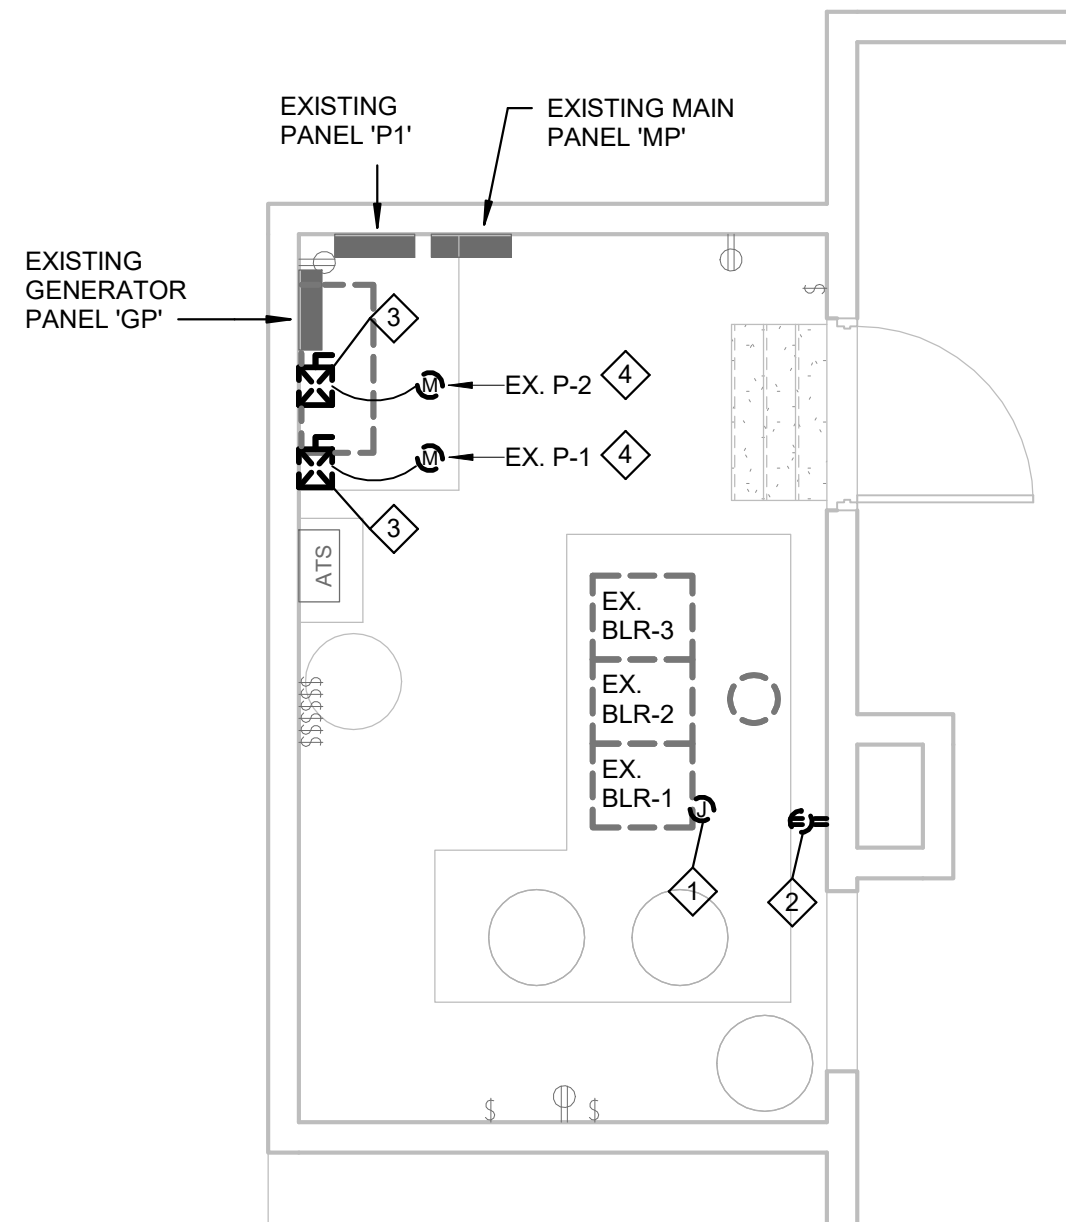 EXISTING
PANEL 'P1'
EXISTING MAIN
PANEL 'MP'
EXISTING
GENERATOR
PANEL 'GP'
3
M
EX. P-2
4
M
EX. P-1
4
3
ATS
EX.
BLR-3
EX.
BLR-2
EX.
BLR-1
J
1
2
$
$
$
$
$
$
$
$
$